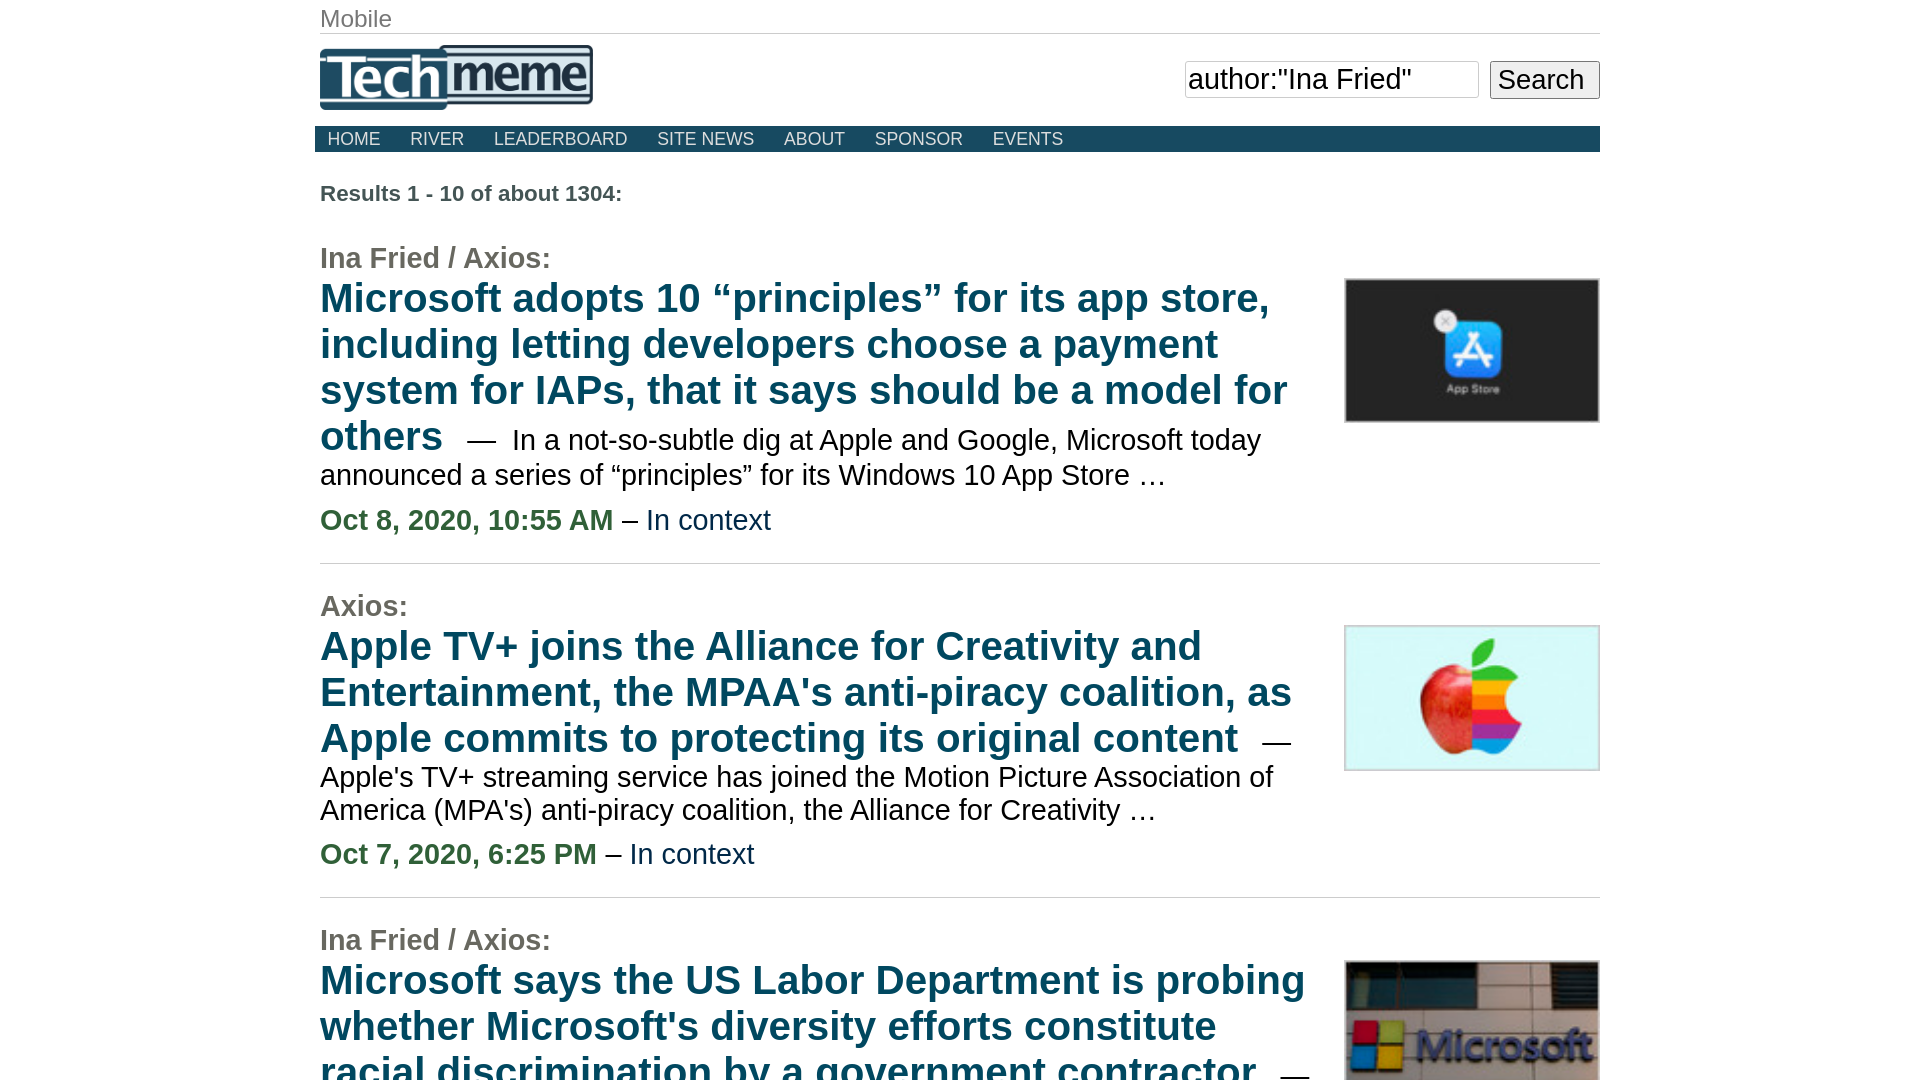 Mobile
Tech meme
author:"Ina Fried" Search
HOME RIVER LEADERBOARD SITE NEWS ABOUT SPONSOR EVENTS
Results 1 - 10 of about 1304:
Ina Fried / Axios:
Microsoft adopts 10 “principles” for its app store,
including letting developers choose a payment
system for IAPs, that it says should be a model for
others — In a not-so-subtle dig at Apple and Google, Microsoft today
announced a series of “principles” for its Windows 10 App Store …
App Store
Oct 8, 2020, 10:55 AM – In context
Axios:
Apple TV+ joins the Alliance for Creativity and
Entertainment, the MPAA's anti-piracy coalition, as
Apple commits to protecting its original content —
Apple's TV+ streaming service has joined the Motion Picture Association of
America (MPA's) anti-piracy coalition, the Alliance for Creativity …
Oct 7, 2020, 6:25 PM – In context
Ina Fried / Axios:
Microsoft says the US Labor Department is probing
whether Microsoft's diversity efforts constitute
racial discrimination by a government contractor —
Microsoft